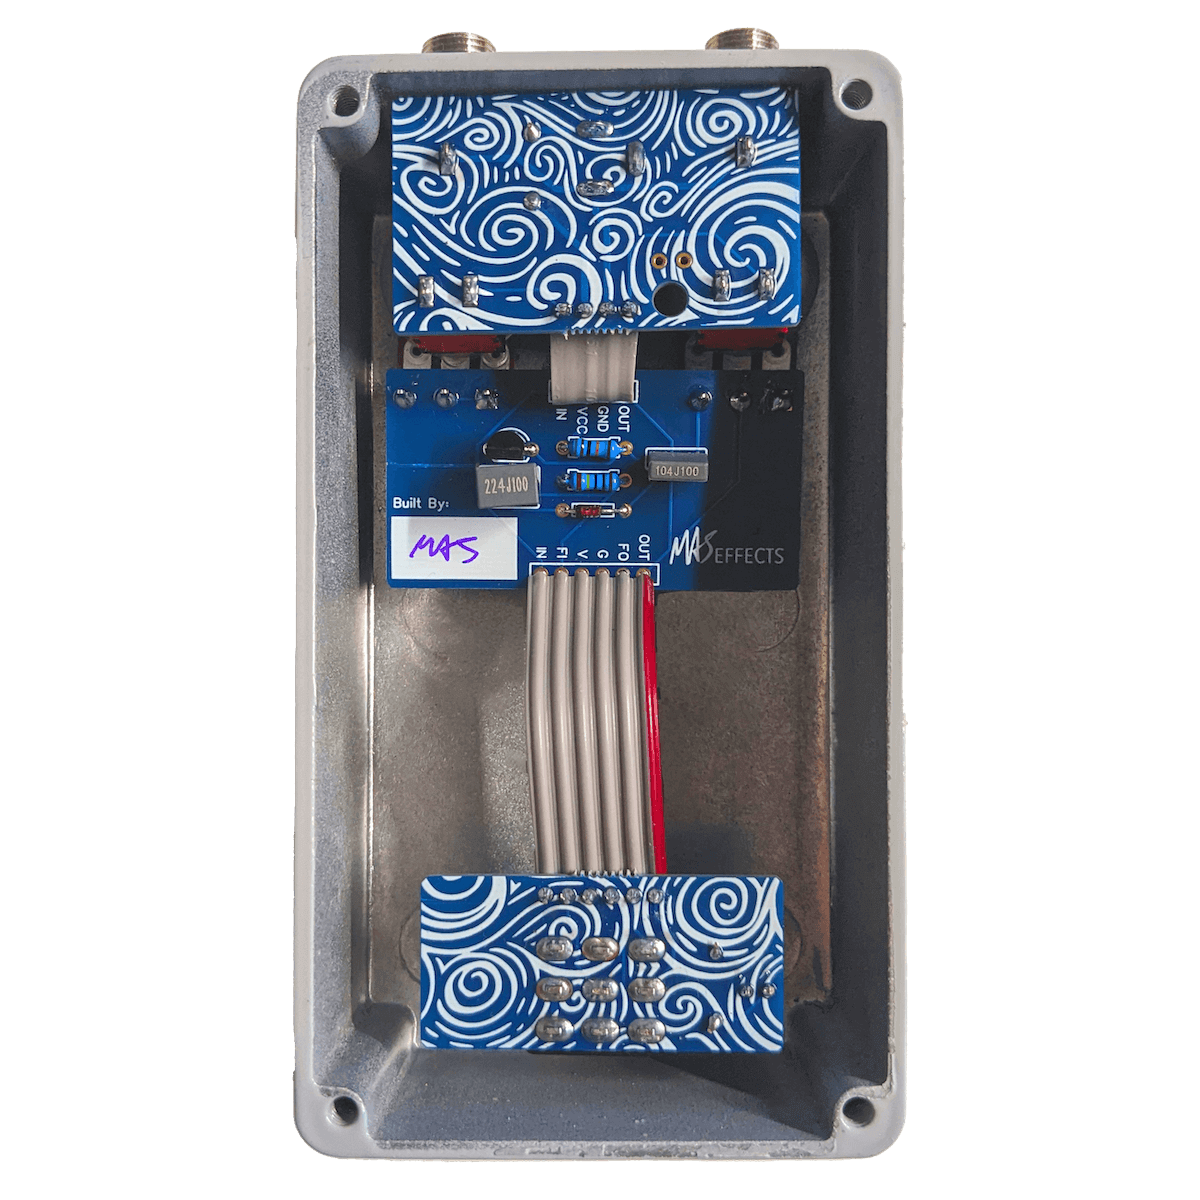 IN
VCC
GND
OUT
224J100
104J100
Built By:
MAS
IN
FI
V
G
FO
OUT
MAS EFFECTS